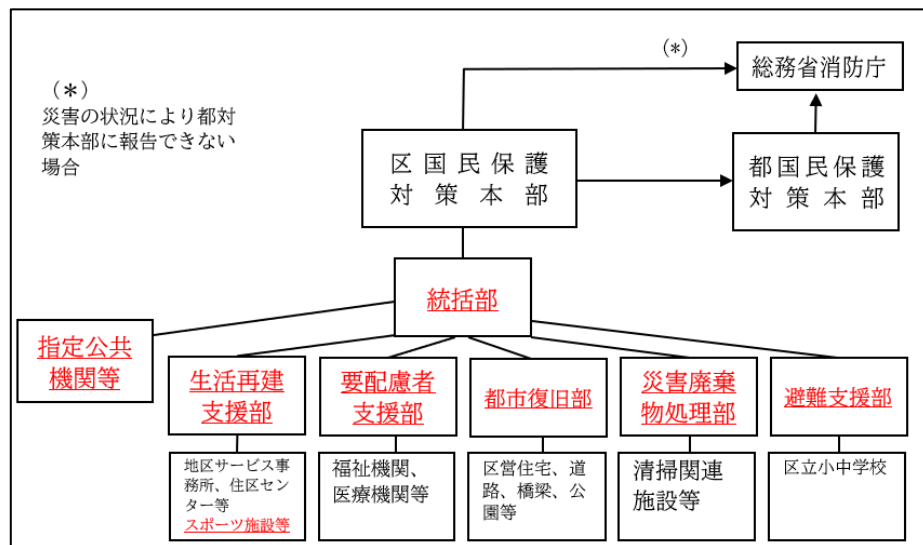 (*)
総務省消防庁
(*)
災害の状況により都対
策本部に報告できない
場合
区国民保護
対策本部
都国民保護
対策本部
統括部
指定公共
機関等
生活再建
支援部
要配慮者
支援部
都市復旧部
災害廃棄
物処理部
避難支援部
地区サービス事
務所、住区セン
ター等
スポーツ施設等
福祉機関、
医療機関等
区営住宅、道
路、橋梁、公
園等
清掃関連
施設等
区立小中学校